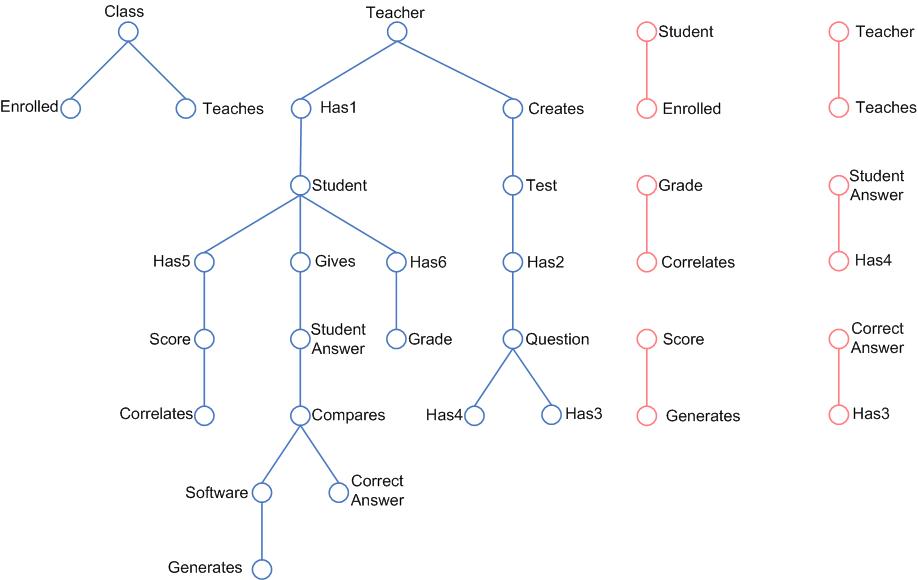 Class
Teacher
Student
Teacher
Enrolled
Teaches
Has1
Creates
Enrolled
Teaches
Student
Test
Grade
Student
Answer
Has5
Gives
Has6
Has2
Correlates
Has4
Score
Student
Answer
Grade
Question
Score
Correct
Answer
Correlates
Compares
Has4
Has3
Generates
Has3
Software
Correct
Answer
Generates